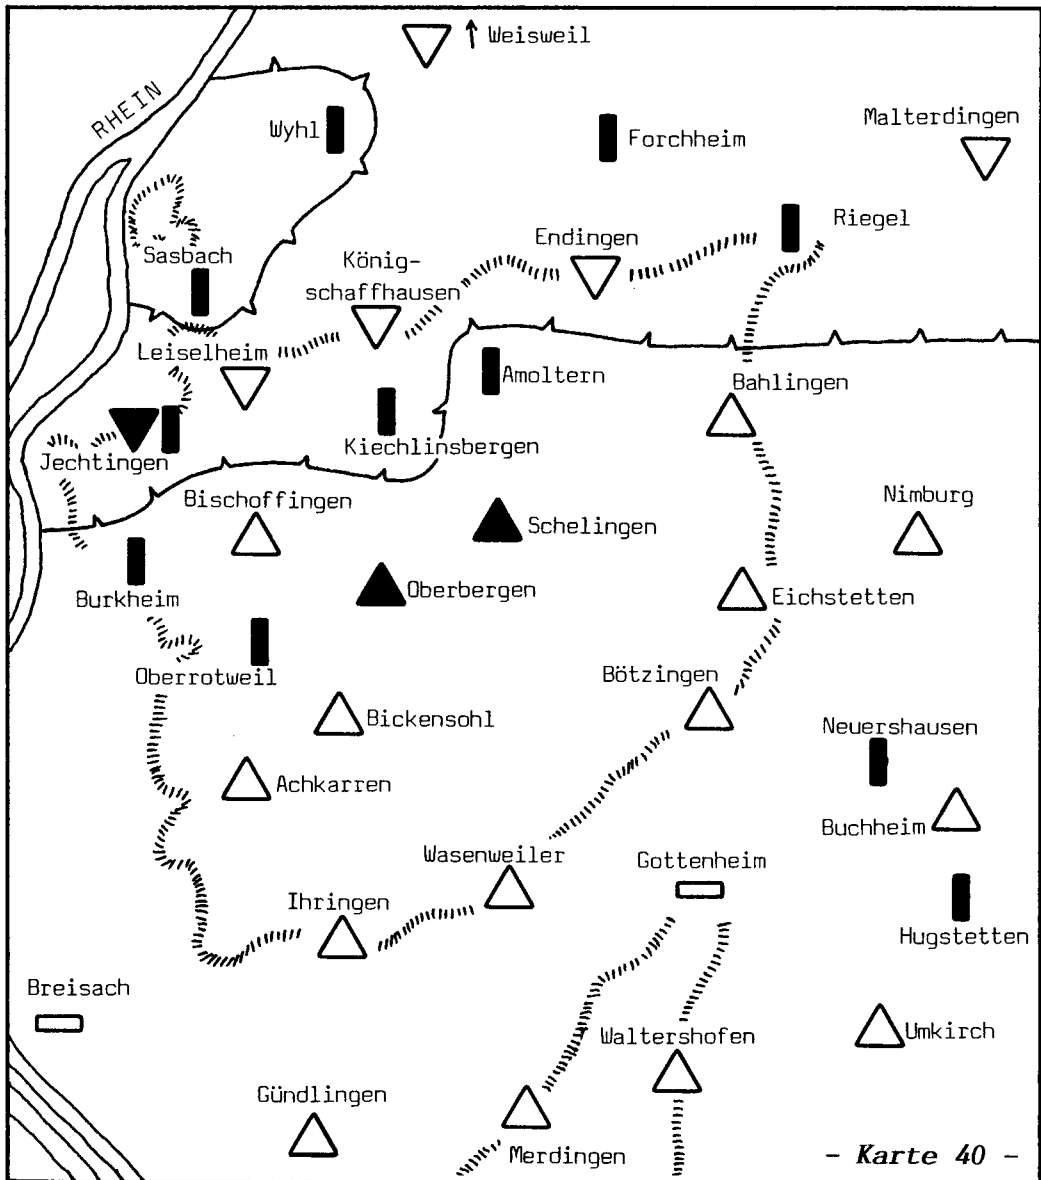 Weisweil
RHEIN
Wyhl
Forchheim
Malterdingen
Riegel
Endingen
Sasbach
König-
schaffhausen
Leiselheim
Amoltern
Bahlingen
Kiechlinsbergen
Jechtingen
Bischoffingen
Schelingen
Nimburg
Oberbergen
Burkheim
Eichstetten
Oberrotweil
Bötzingen
Bickensohl
Neuershausen
Achkarren
Buchheim
Wasenweiler
Gottenheim
Ihringen
Hugstetten
Breisach
Waltershofen
Umkirch
Gündlingen
Merdingen
- Karte 40 -